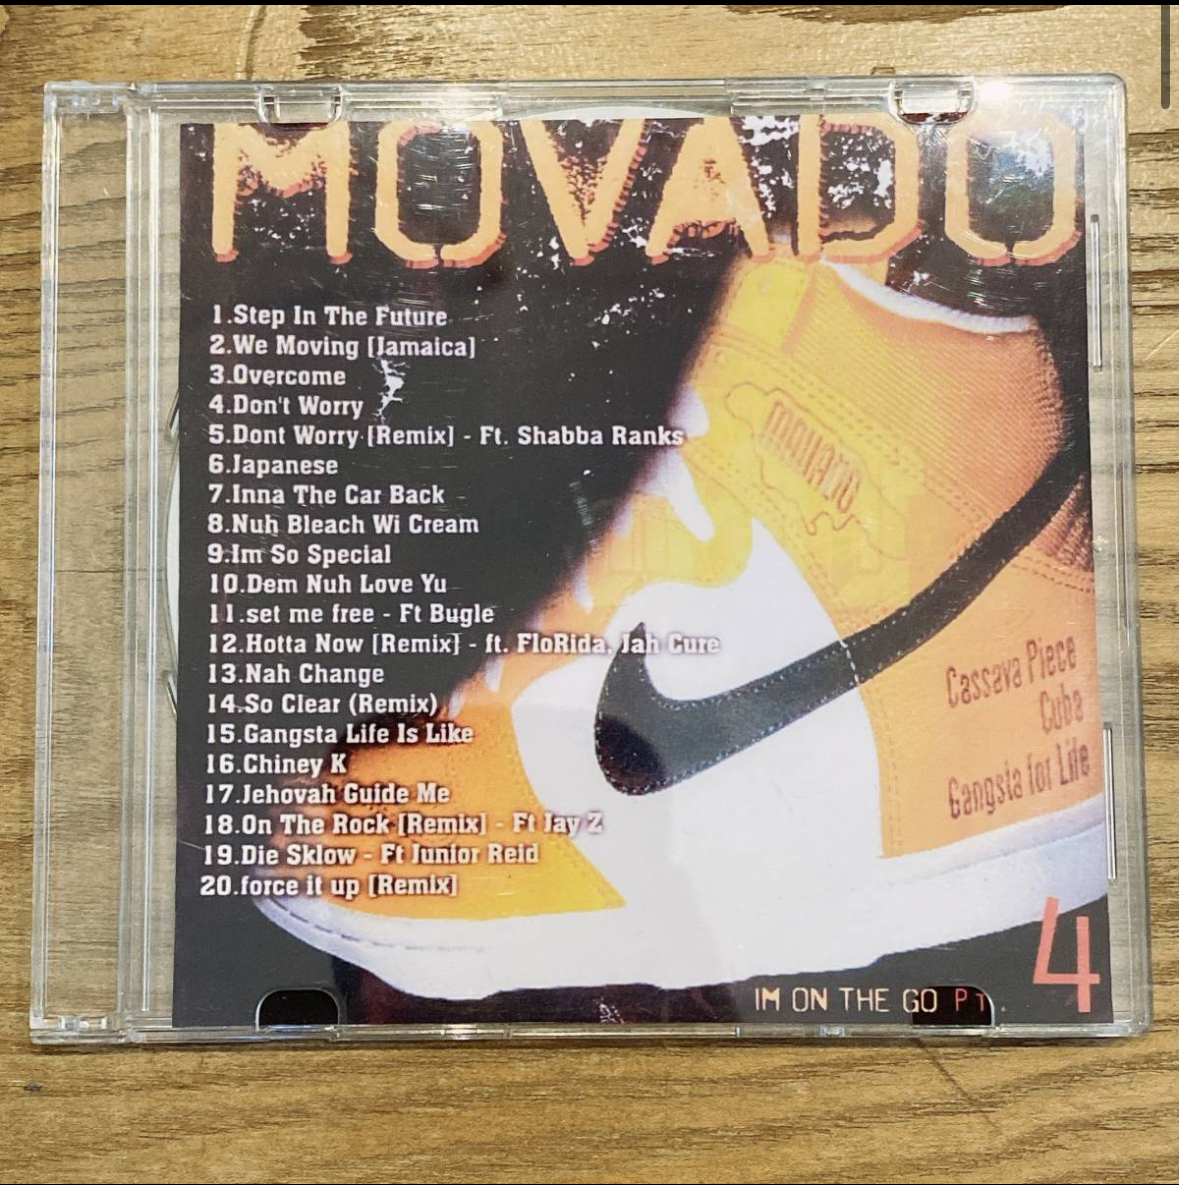 MOVADO
1.Step In The Future
2.We Moving [Jamaica]
3.Overcome
4.Don't Worry
5.Dont Worry [Remix] - Ft. Shabba Ranks
6.Japanese
7.Inna The Car Back
8.Nuh Bleach Wi Cream
9.Im So Special
10.Dem Nuh Love Yu
11.set me free - Ft Bugle
12.Hotta Now [Remix] - ft. FloRida, Jah Cure
13.Nah Change
14.So Clear (Remix)
15.Gangsta Life Is Like
16.Chiney K
17.Jehovah Guide Me
18.On The Rock [Remix] - Ft Jay Z
19.Die Sklow - Ft Junior Reid
20.force it up [Remix]
Cassava Piece
Cuba
Gangsta for Life
IM ON THE GO PT. 4